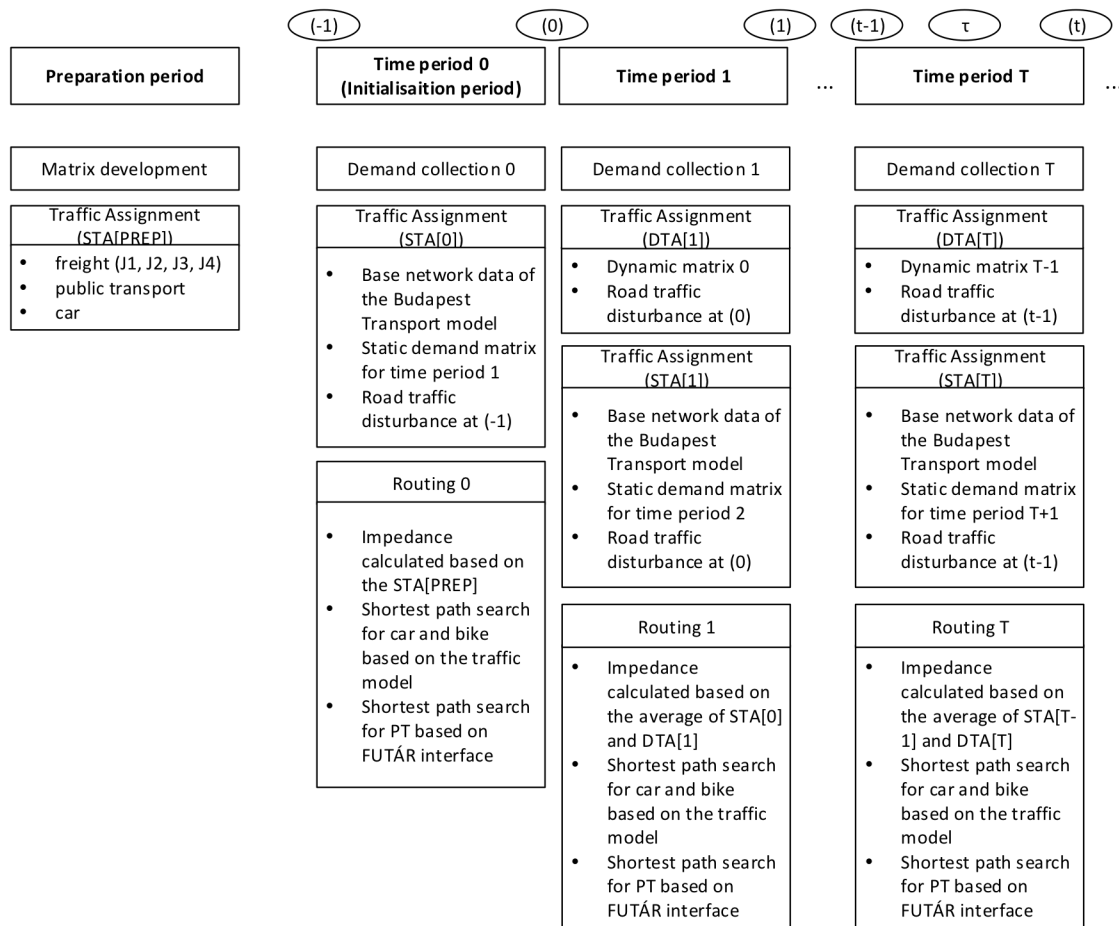 (-1)
(0)
(1)
(t-1)
τ
(t)
Preparation period
Time period 0
(Initialisaition period)
Time period 1
...
Time period T
...
Matrix development
Traffic Assignment
(STA[PREP])
• freight (J1, J2, J3, J4)
• public transport
• car
Demand collection 0
Traffic Assignment
(STA[0])
• Base network data of
the Budapest
Transport model
• Static demand matrix
for time period 1
• Road traffic
disturbance at (-1)
Routing 0
• Impedance
calculated based on
the STA[PREP]
• Shortest path search
for car and bike
based on the traffic
model
• Shortest path search
for PT based on
FUTÁR interface
Demand collection 1
Traffic Assignment
(DTA[1])
• Dynamic matrix 0
• Road traffic
disturbance at (0)
Traffic Assignment
(STA[1])
• Base network data of
the Budapest
Transport model
• Static demand matrix
for time period 2
• Road traffic
disturbance at (0)
Routing 1
• Impedance
calculated based on
the average of STA[0]
and DTA[1]
• Shortest path search
for car and bike
based on the traffic
model
• Shortest path search
for PT based on
FUTÁR interface
Demand collection T
Traffic Assignment
(DTA[T])
• Dynamic matrix T-1
• Road traffic
disturbance at (t-1)
Traffic Assignment
(STA[T])
• Base network data of
the Budapest
Transport model
• Static demand matrix
for time period T+1
• Road traffic
disturbance at (t-1)
Routing T
• Impedance
calculated based on
the average of STA[T-
1] and DTA[T]
• Shortest path search
for car and bike
based on the traffic
model
• Shortest path search
for PT based on
FUTÁR interface